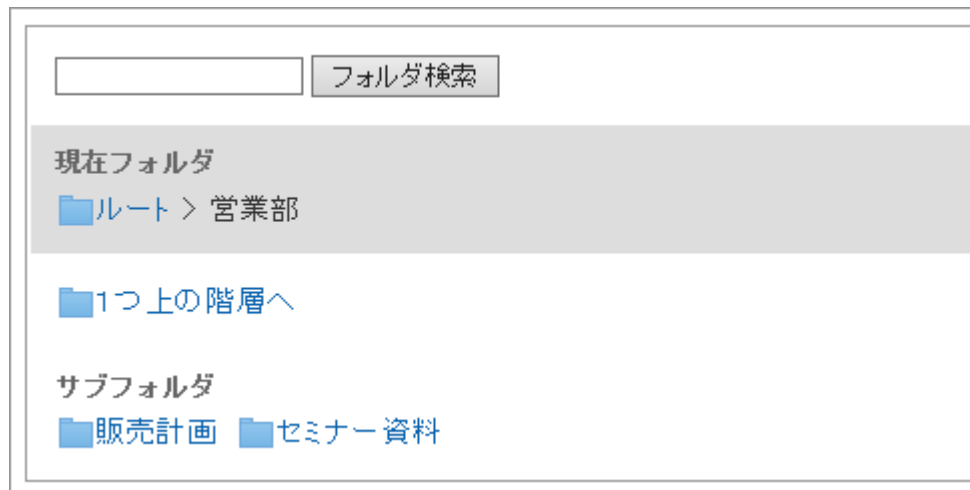 フォルダ検索
現在フォルダ
ルート > 営業部
1つ上の階層へ
サブフォルダ
販売計画 セミナー資料